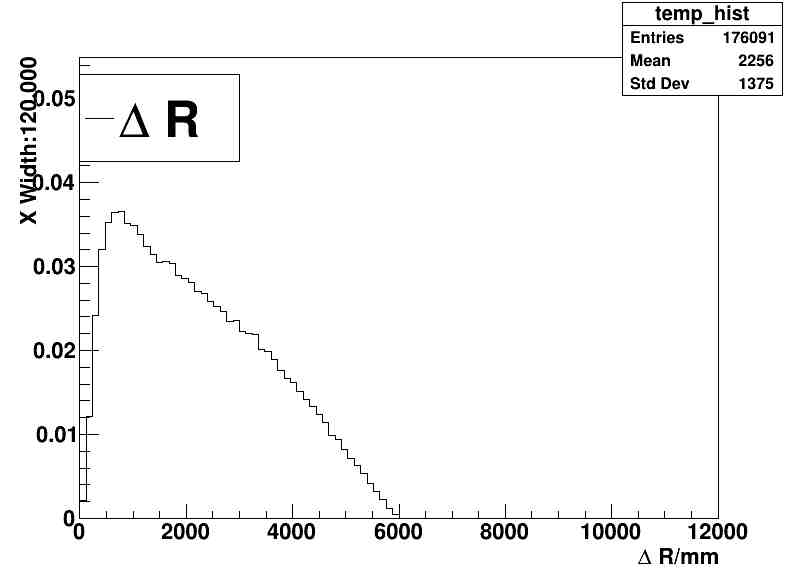 temp_hist
Entries 176091
Mean 2256
Std Dev 1375
X Width:120.000
Δ R
0.05
0.04
0.03
0.02
0.01
0
0 2000 4000 6000 8000 10000 12000
Δ R/mm